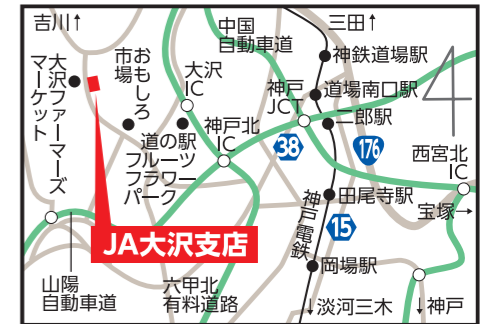 吉川↑
中国
自動車道
三田↑
神鉄道場駅
大沢ファーマーズ
マーケット
おもしろ
市場
大沢
IC
神戸
JCT
道場南口駅
二郎駅
道の駅
フルーツ
フラワー
パーク
神戸北
IC
38
176
西宮北
IC
田尾寺駅
宝塚→
神戸電鉄
15
JA大沢支店
岡場駅
山陽
自動車道
六甲北
有料道路
↓淡河三木
↓神戸
4